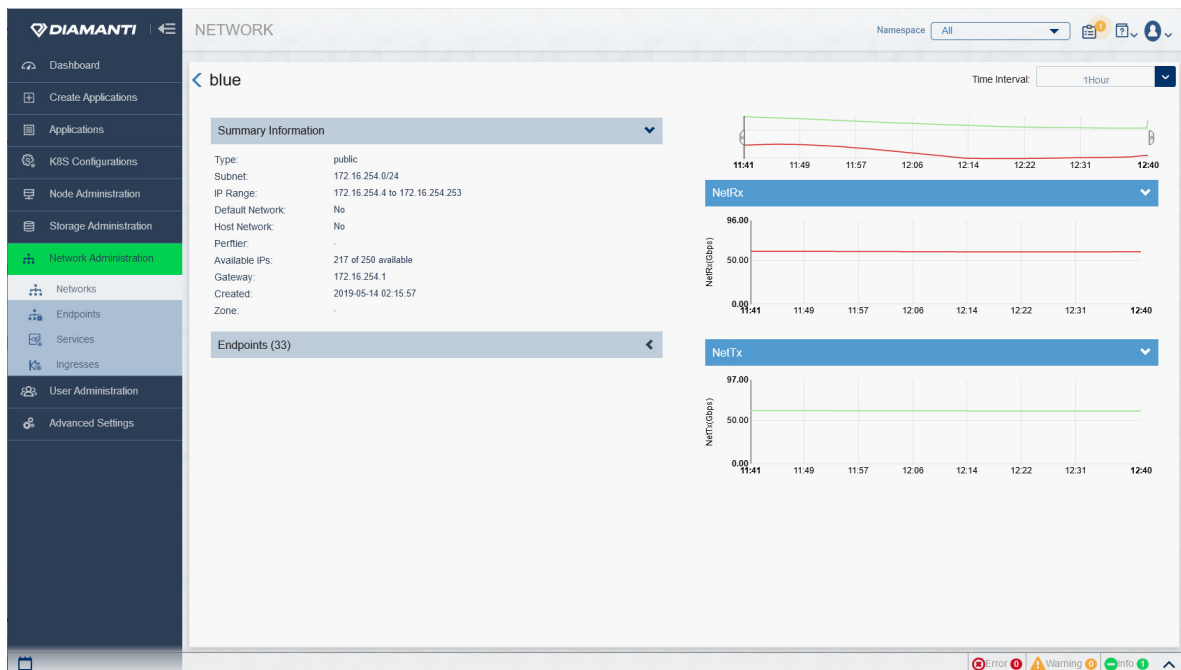 DIAMANTI
NETWORK
Namespace All 1
Dashboard
Create Applications
Applications
K8S Configurations
Node Administration
Storage Administration
Network Administration
Networks
Endpoints
Services
Ingresses
User Administration
Advanced Settings
blue
Time Interval: 1Hour
Summary Information
Type: public
Subnet: 172.16.254.0/24
IP Range: 172.16.254.4 to 172.16.254.253
Default Network: No
Host Network: No
Perftier: -
Available IPs: 217 of 250 available
Gateway: 172.16.254.1
Created: 2019-05-14 02:15:57
Zone: -
Endpoints (33)
11:41 11:49 11:57 12:06 12:14 12:22 12:31 12:40
NetRx
96.00
50.00
0.00
NetRx(Gbps)
11:41 11:49 11:57 12:06 12:14 12:22 12:31 12:40
NetTx
97.00
50.00
0.00
NetTx(Gbps)
11:41 11:49 11:57 12:06 12:14 12:22 12:31 12:40
Error 0 Warning 0 Info 1